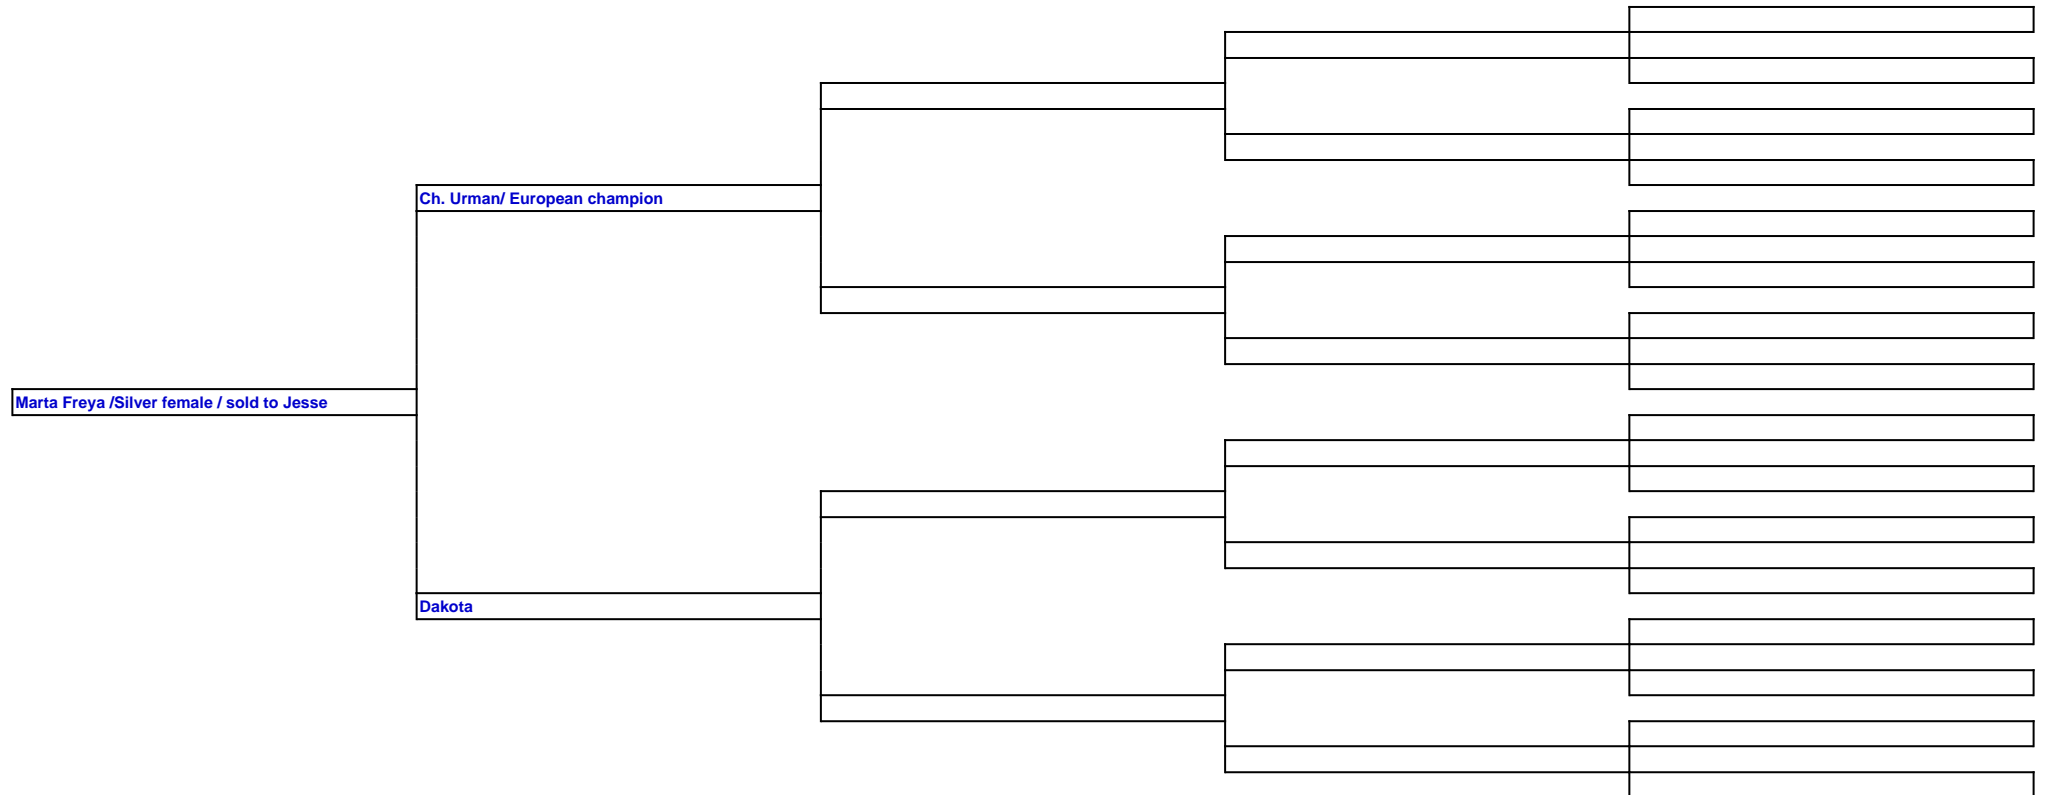 Ch. Urman/ European champion
Marta Freya /Silver female / sold to Jesse
Dakota